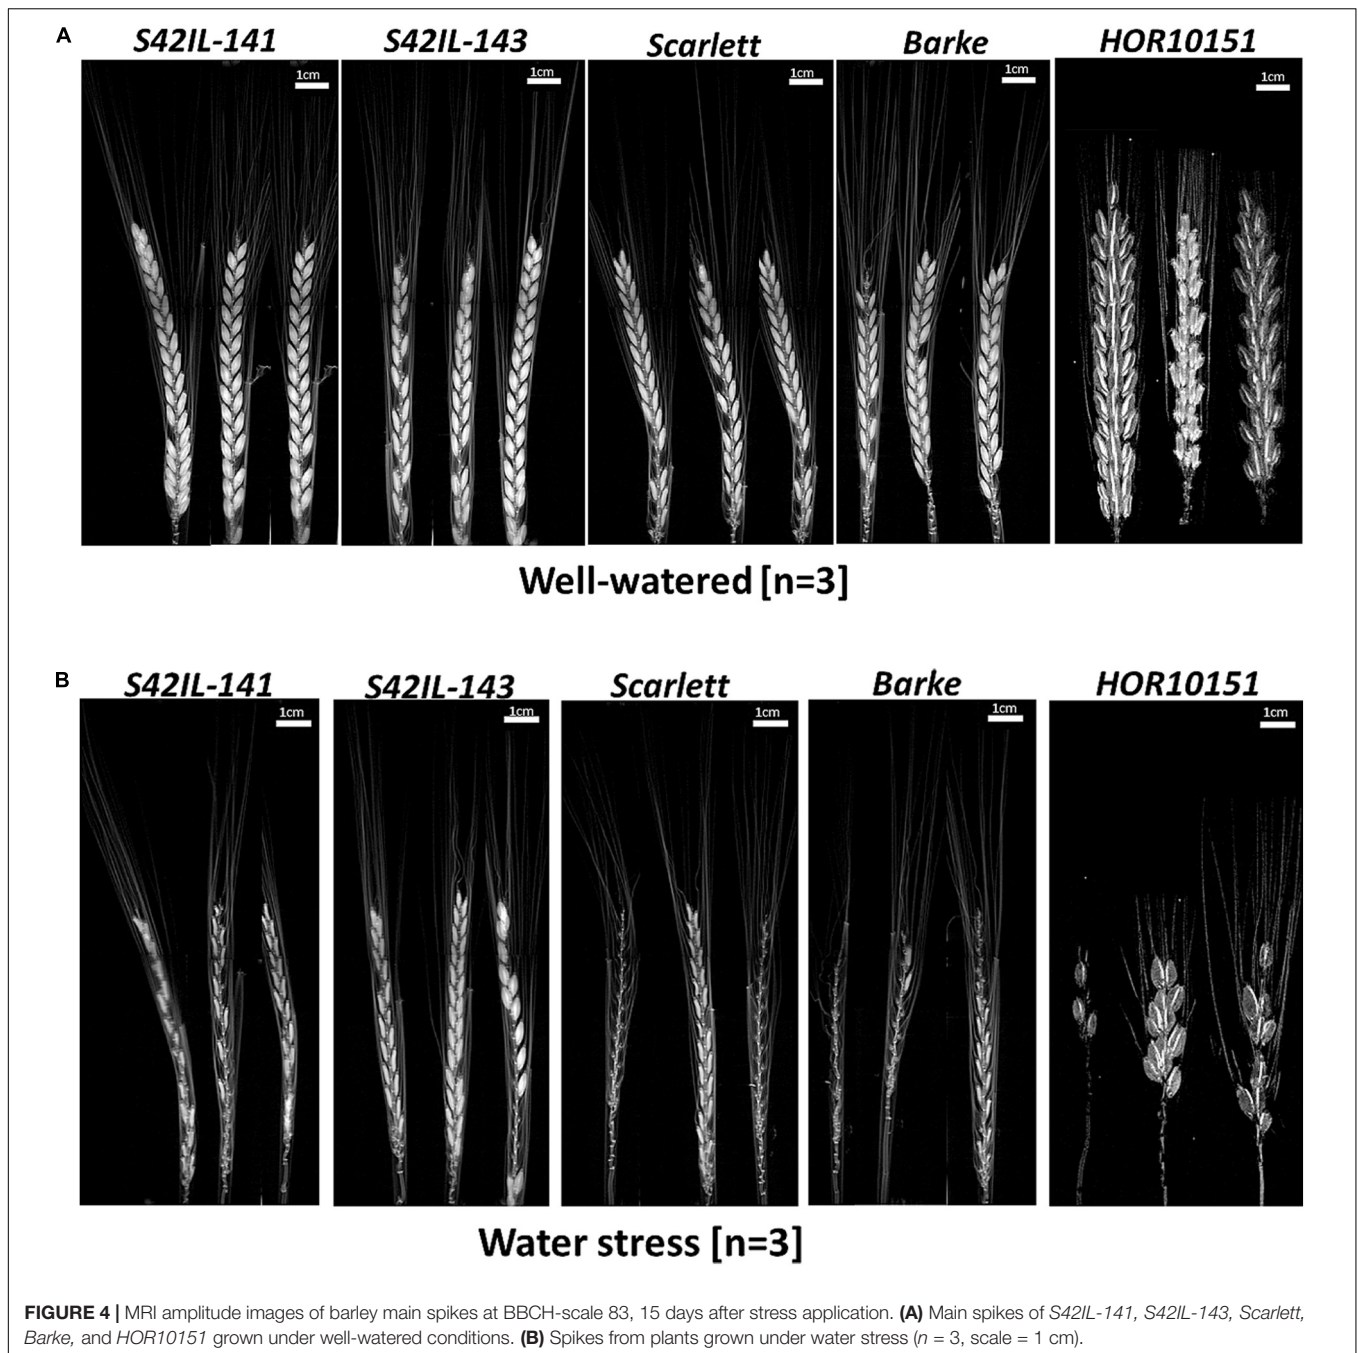 A
S42IL-141 S42IL-143 Scarlett Barke HOR10151
1cm 1cm 1cm 1cm 1cm
Well-watered [n=3]
B
S42IL-141 S42IL-143 Scarlett Barke HOR10151
1cm 1cm 1cm 1cm 1cm
Water stress [n=3]
FIGURE 4 | MRI amplitude images of barley main spikes at BBCH-scale 83, 15 days after stress application. (A) Main spikes of S42IL-141, S42IL-143, Scarlett,
Barke, and HOR10151 grown under well-watered conditions. (B) Spikes from plants grown under water stress (n = 3, scale = 1 cm).